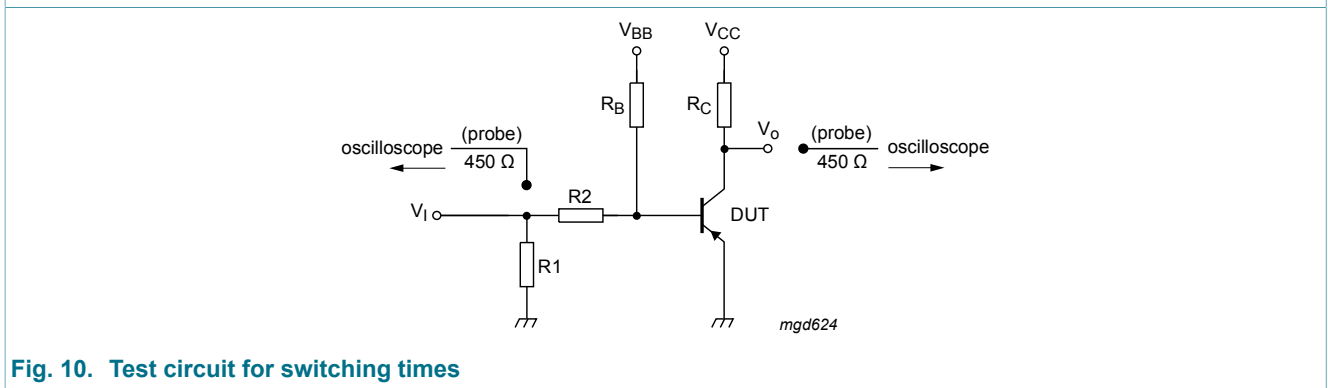 VBB
VCC
RB
RC
oscilloscope
(probe)
450 Ω
Vo
(probe)
450 Ω
oscilloscope
R2
VI
DUT
R1
mgd624
Fig. 10. Test circuit for switching times